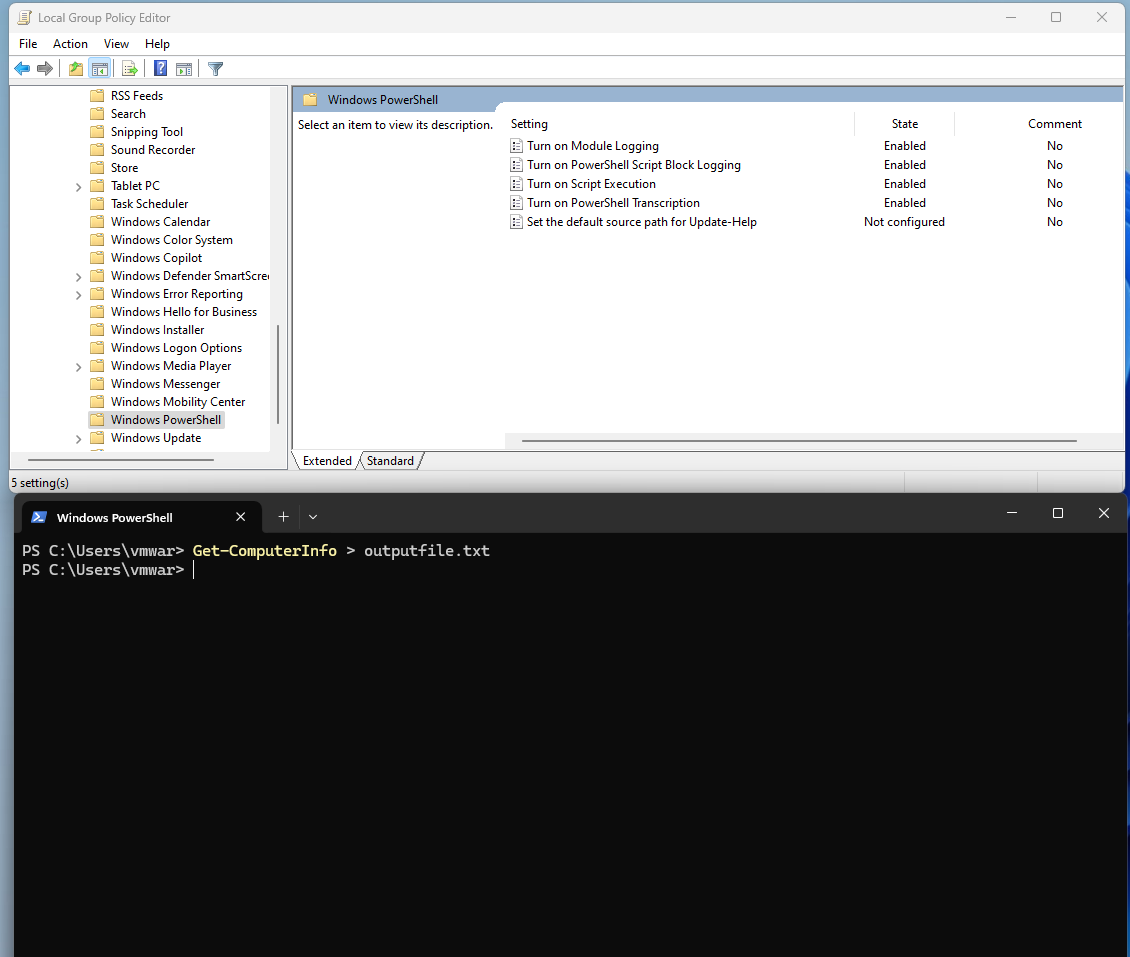 Local Group Policy Editor
File Action View Help
RSS Feeds
Search
Snipping Tool
Sound Recorder
Store
Tablet PC
Task Scheduler
Windows Calendar
Windows Color System
Windows Copilot
Windows Defender SmartScree
Windows Error Reporting
Windows Hello for Business
Windows Installer
Windows Logon Options
Windows Media Player
Windows Messenger
Windows Mobility Center
Windows PowerShell
Windows Update
Windows PowerShell
Select an item to view its description.
Setting State Comment
Turn on Module Logging Enabled No
Turn on PowerShell Script Block Logging Enabled No
Turn on Script Execution Enabled No
Turn on PowerShell Transcription Enabled No
Set the default source path for Update-Help Not configured No
Extended Standard
5 setting(s)
Windows PowerShell
PS C:\Users\vmwar> Get-ComputerInfo > outputfile.txt
PS C:\Users\vmwar>